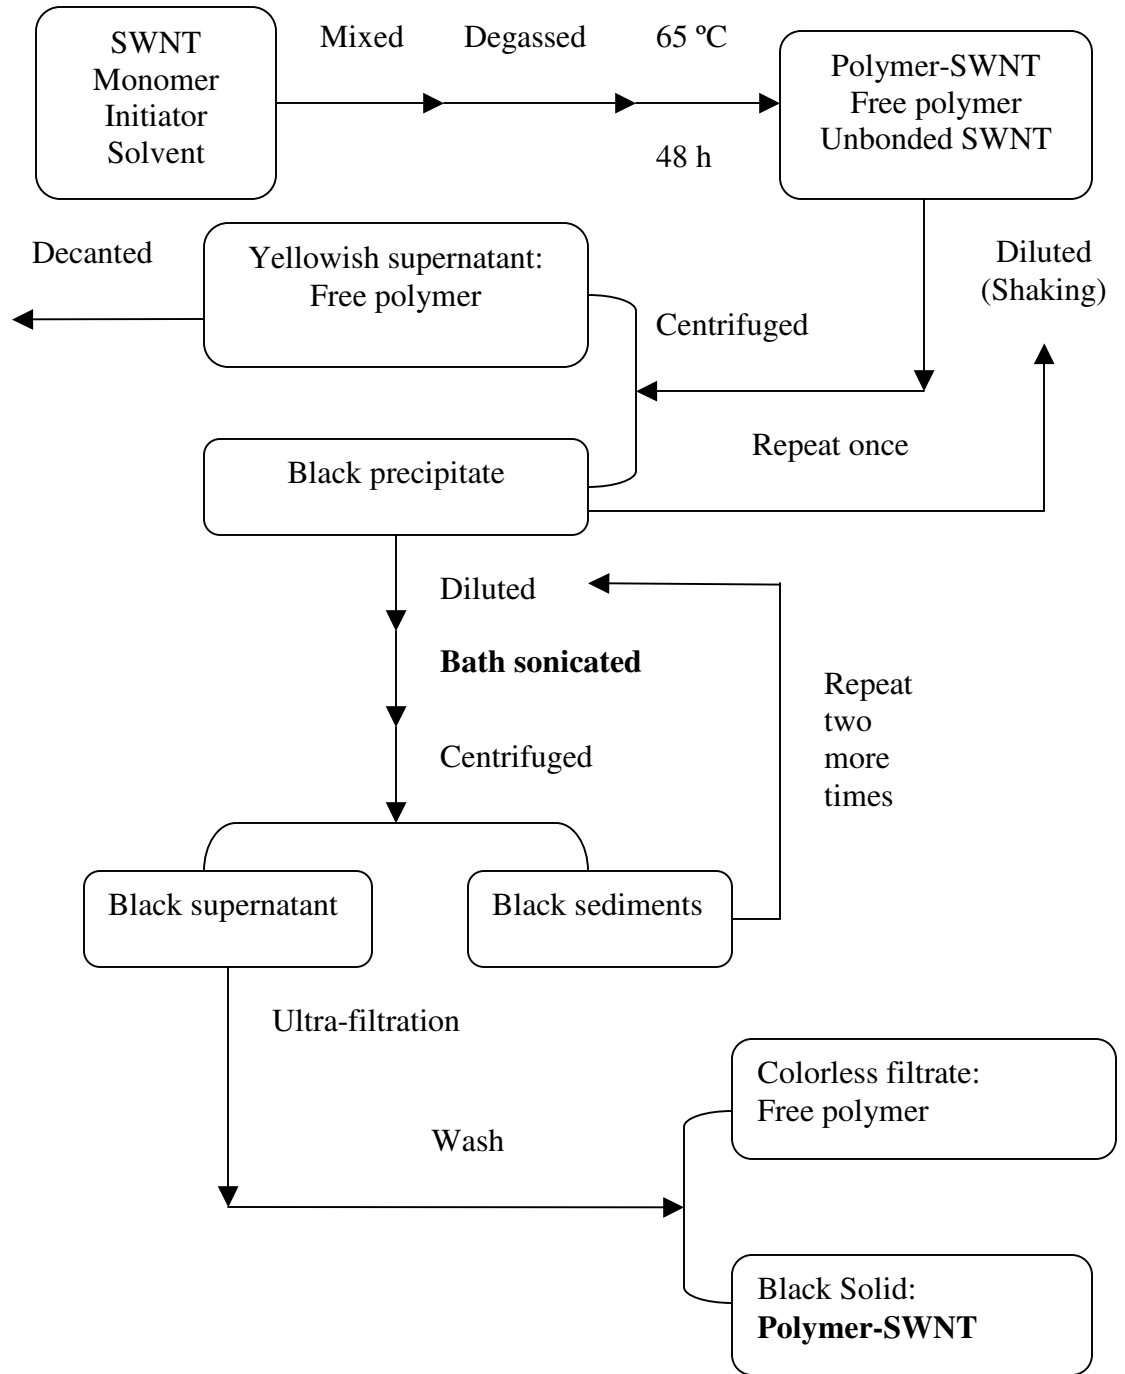 SWNT
Monomer
Initiator
Solvent
Mixed
Degassed
65 ºC
48 h
Polymer-SWNT
Free polymer
Unbonded SWNT
Decanted
Yellowish supernatant:
Free polymer
Centrifuged
Diluted
(Shaking)
Repeat once
Black precipitate
Diluted
Bath sonicated
Centrifuged
Repeat
two
more
times
Black supernatant
Black sediments
Ultra-filtration
Wash
Colorless filtrate:
Free polymer
Black Solid:
Polymer-SWNT